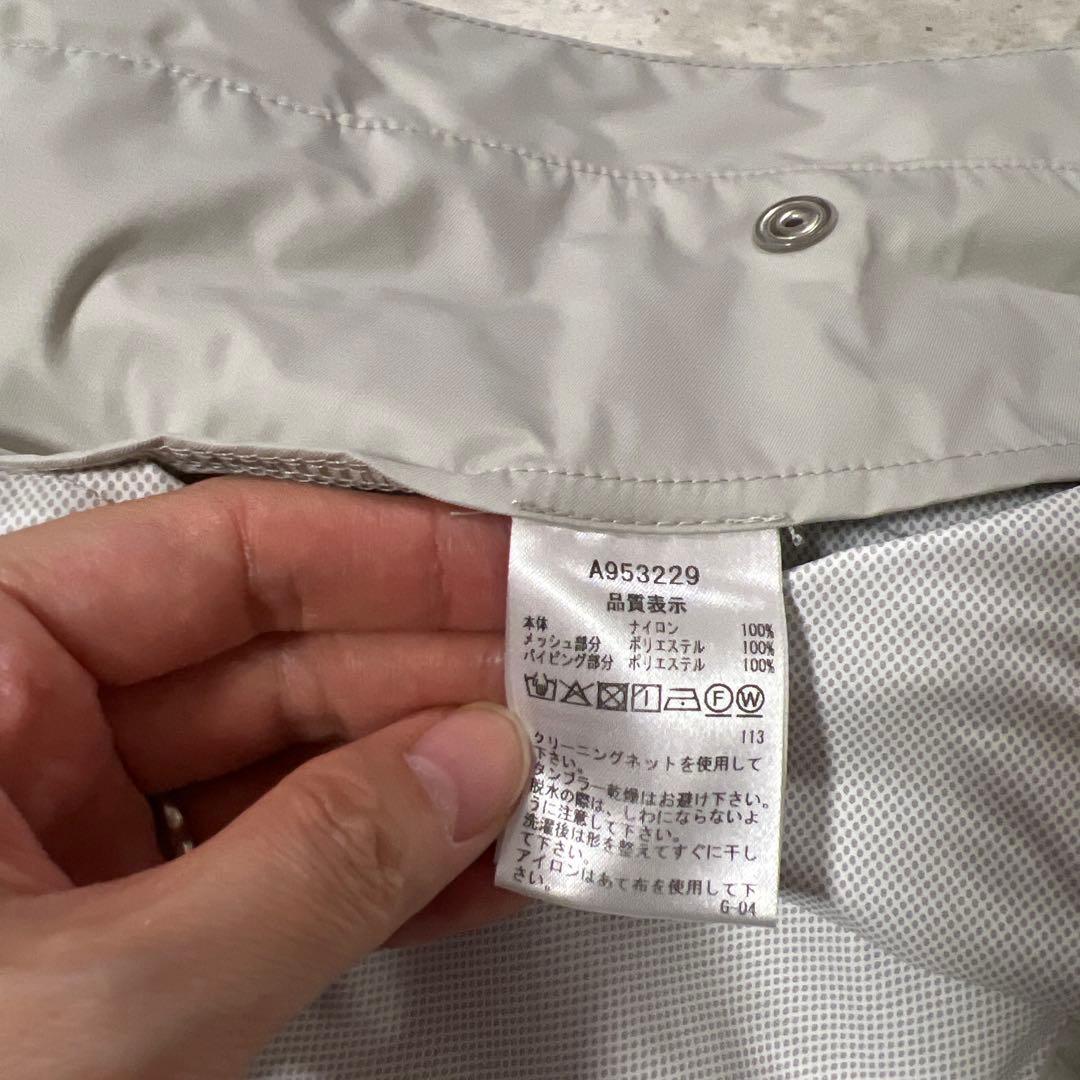 A953229
品質表示
本体 ナイロン 100%
メッシュ部分 ポリエステル 100%
パイピング部分 ポリエステル 100%
F W
113
クリーニングネットを使用して
下さい。
タンブラー乾燥はお避け下さい。
脱水の際は、しわにならないよ
うに注意して下さい。
洗濯後は形を整えてすぐに干し
て下さい。
アイロンはあて布を使用して下
さい。
G-04